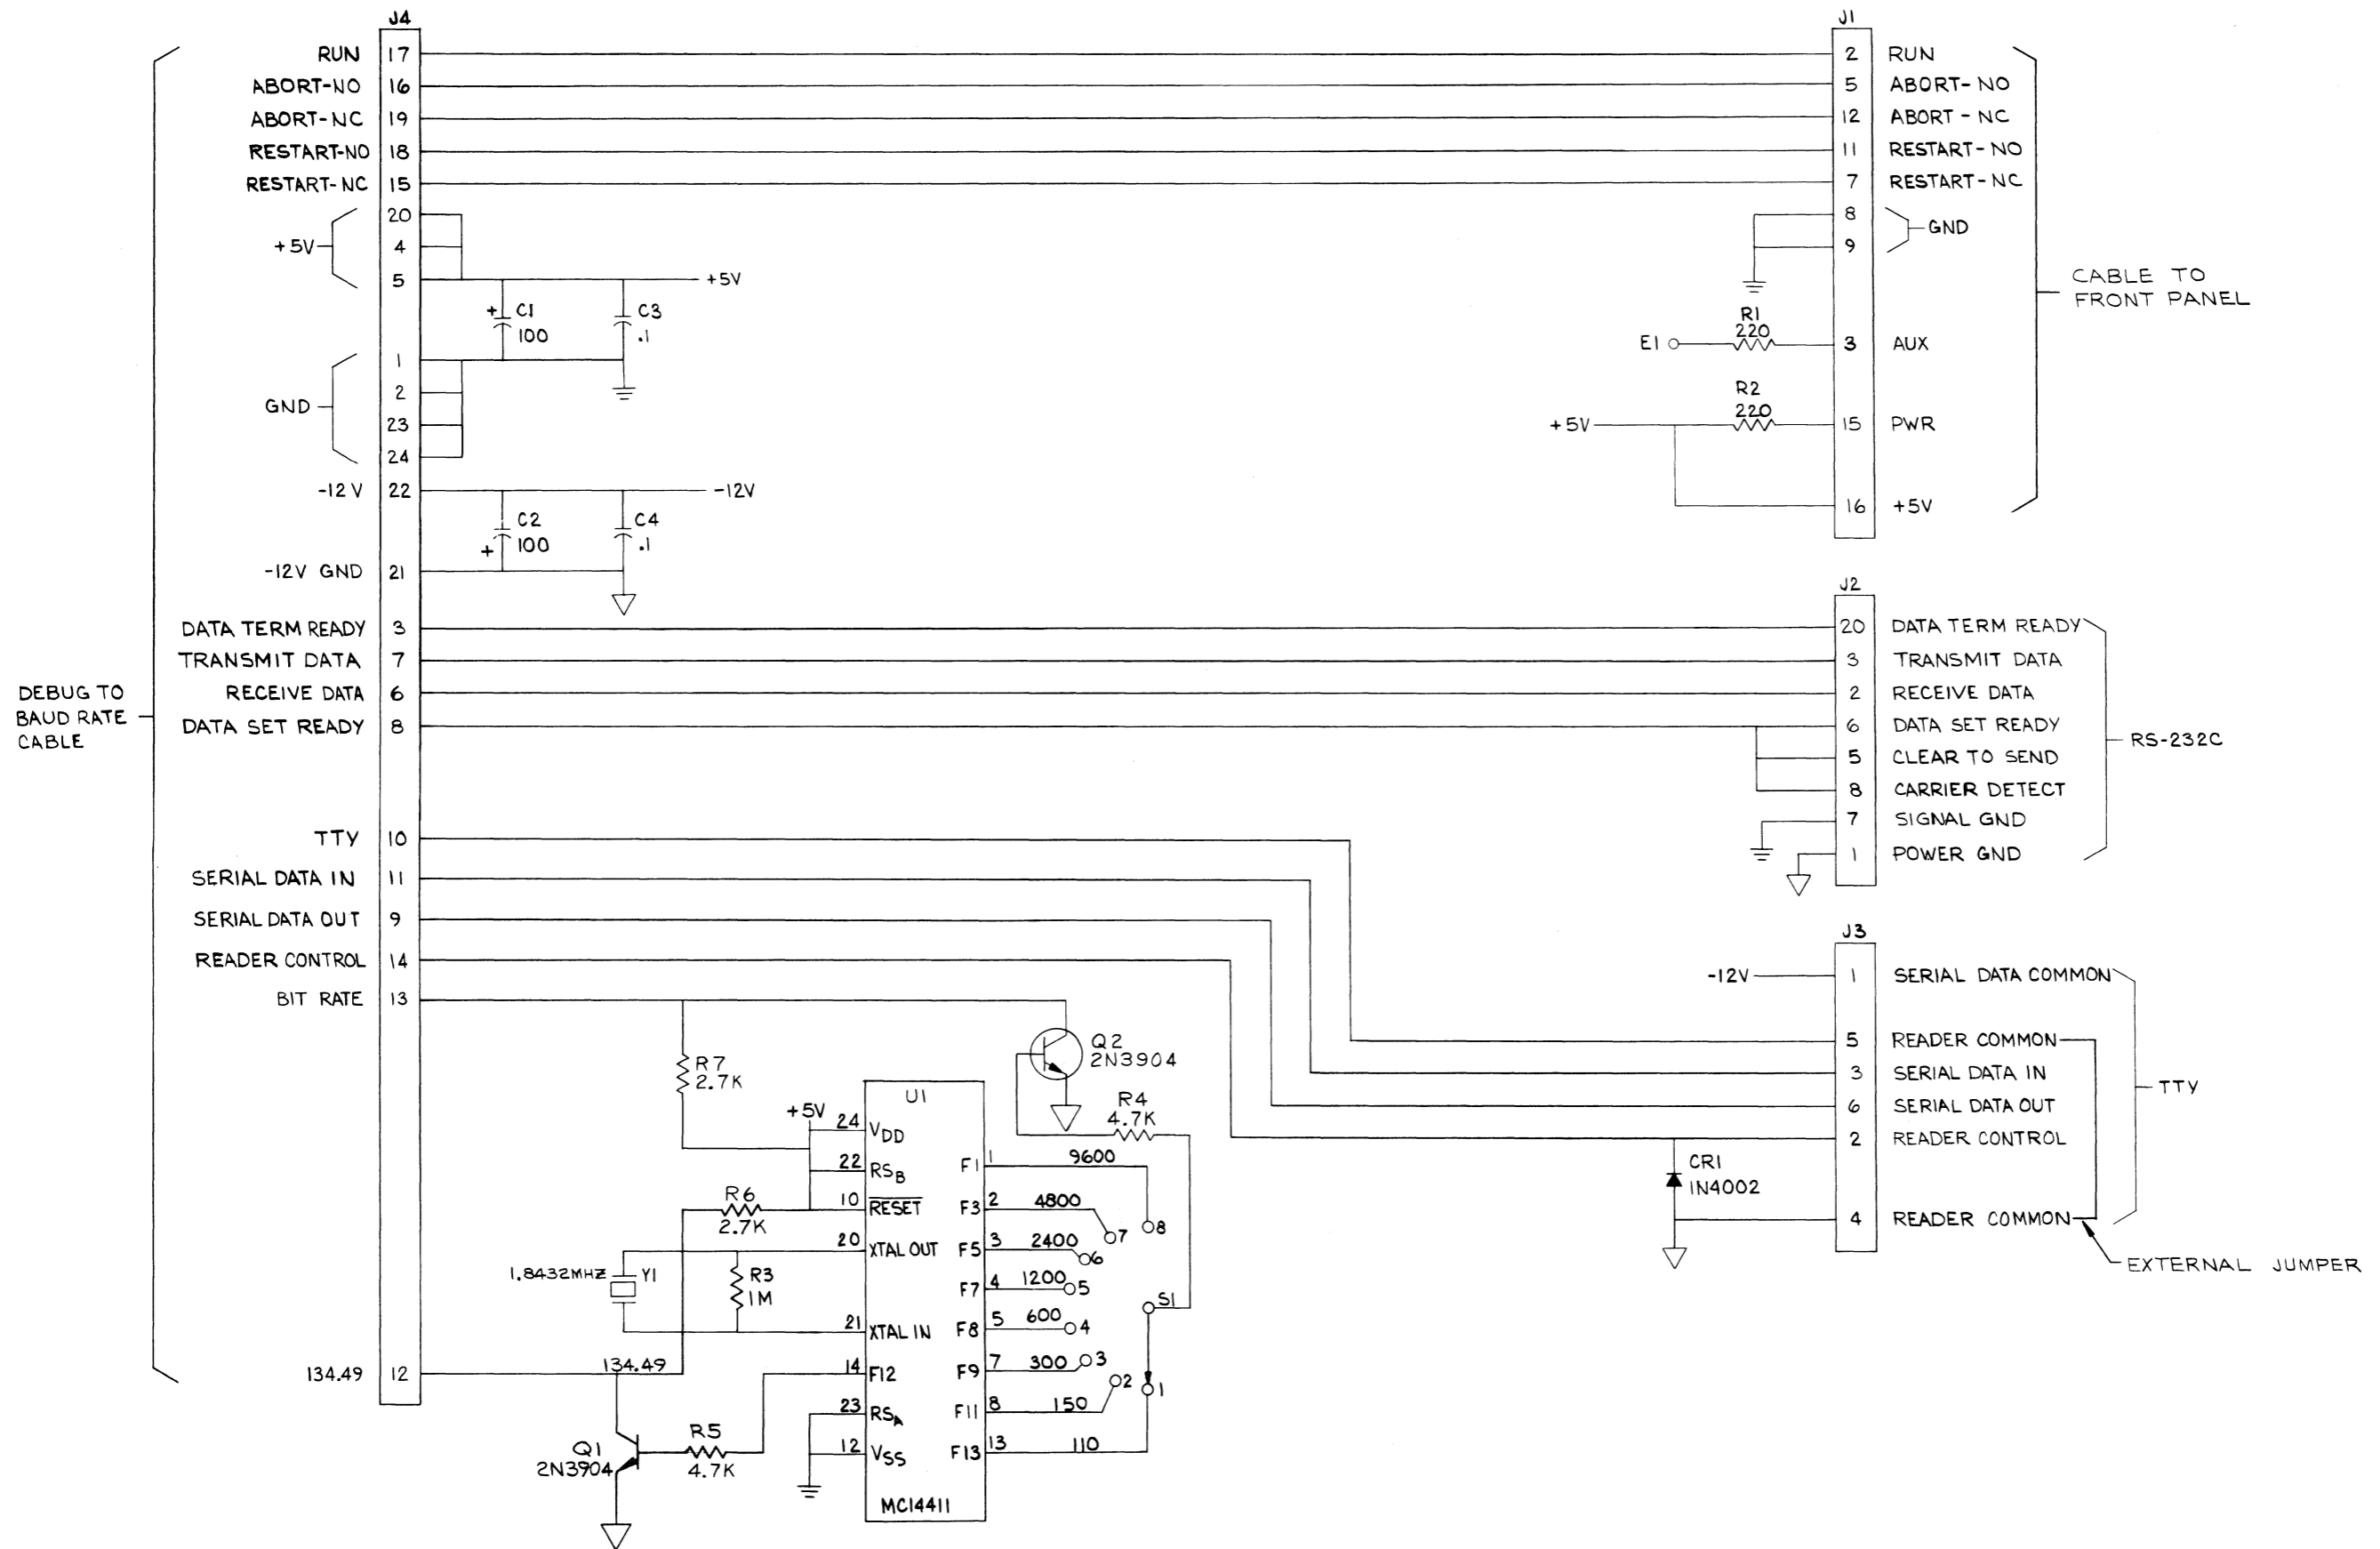 J4
RUN 17
ABORT-NO 16
ABORT-NC 19
RESTART-NO 18
RESTART-NC 15
20
+5V 4
5 +5V
+ C1
100
C3
.1
1
2
GND
23
24
-12V 22 -12V
C2
+ 100
C4
.1
-12V GND 21
DATA TERM READY 3
TRANSMIT DATA 7
RECEIVE DATA 6
DATA SET READY 8
DEBUG TO
BAUD RATE
CABLE
TTY 10
SERIAL DATA IN 11
SERIAL DATA OUT 9
READER CONTROL 14
BIT RATE 13
134.49 12 134.49
J1
2 RUN
5 ABORT-NO
12 ABORT-NC
11 RESTART-NO
7 RESTART-NC
8
GND
9
CABLE TO
FRONT PANEL
R1
220
E1 3 AUX
R2
220
+5V 15 PWR
16 +5V
J2
20 DATA TERM READY
3 TRANSMIT DATA
2 RECEIVE DATA
6 DATA SET READY
5 CLEAR TO SEND
8 CARRIER DETECT
7 SIGNAL GND
1 POWER GND
RS-232C
J3
-12V 1 SERIAL DATA COMMON
5 READER COMMON
3 SERIAL DATA IN
6 SERIAL DATA OUT
2 READER CONTROL
4 READER COMMON
TTY
EXTERNAL JUMPER
CR1
1N4002
R7
2.7K
Q2
2N3904
R4
4.7K
+5V
U1
24 VDD
22 RSB
10 RESET
20 XTAL OUT
21 XTAL IN
14 F12
23 RSA
12 VSS
F1 1 9600 8
F3 2 4800 7
F5 3 2400 6
F7 4 1200 5
F8 5 600 4
F9 7 300 3
F11 8 150 2
F13 13 110 1
S1
MC14411
R6
2.7K
1.8432MHZ Y1
R3
1M
R5
4.7K
Q1
2N3904